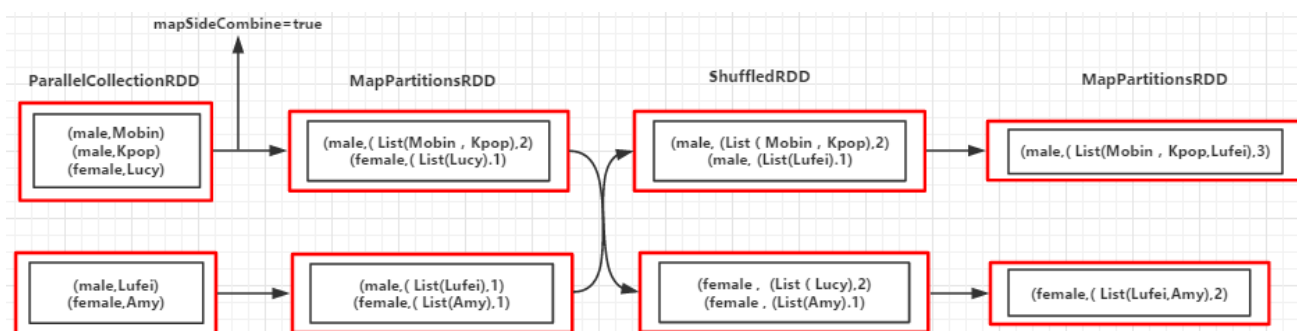 mapSideCombine=true
ParallelCollectionRDD
MapPartitionsRDD
ShuffledRDD
MapPartitionsRDD
(male,Mobin)
(male,Kpop)
(female,Lucy)
(male,( List(Mobin , Kpop),2)
(female,( List(Lucy).1)
(male, (List ( Mobin , Kpop),2)
(male, (List(Lufei).1)
(male,( List(Mobin , Kpop,Lufei),3)
(male,Lufei)
(female,Amy)
(male,( List(Lufei),1)
(female,( List(Amy),1)
(female , (List ( Lucy),2)
(female , (List(Amy).1)
(female,( List(Lufei,Amy),2)